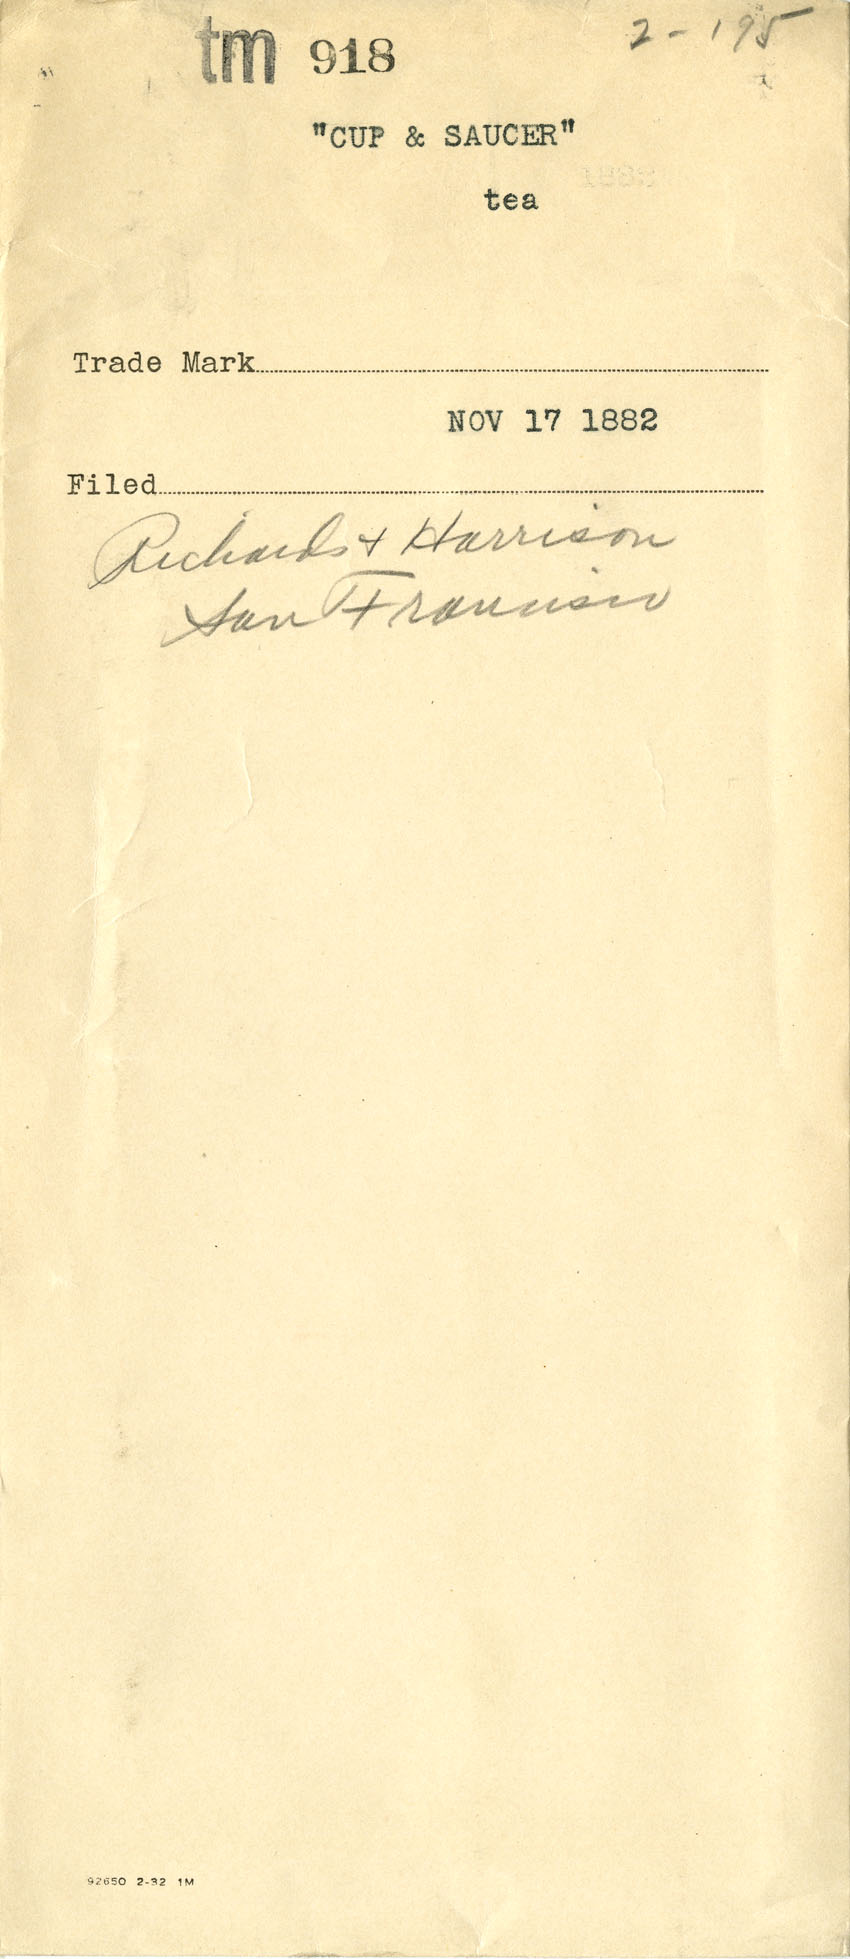 tm 918
2-195
"CUP & SAUCER"
tea
Trade Mark
NOV 17 1882
Filed
Richards & Harrison
San Francisco
92650 2-32 1M